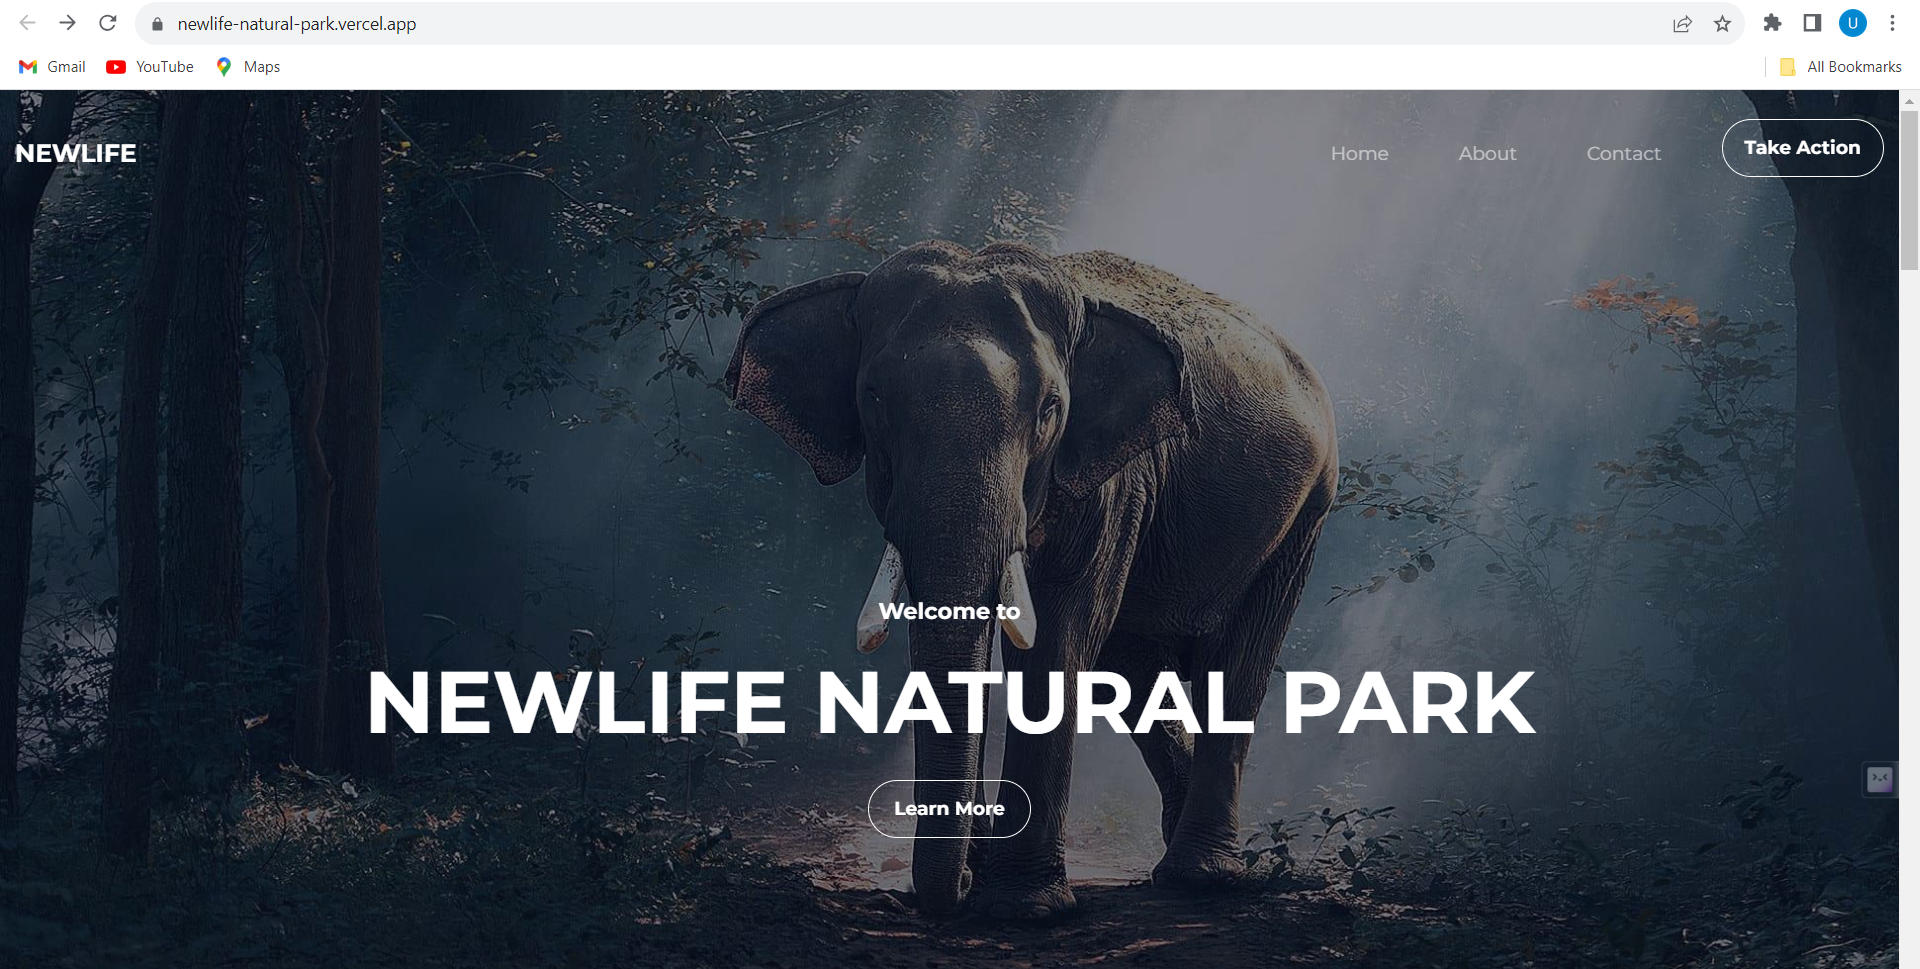 newlife-natural-park.vercel.app
U
Gmail YouTube Maps All Bookmarks
NEWLIFE Home About Contact Take Action
Welcome to
NEWLIFE NATURAL PARK
Learn More